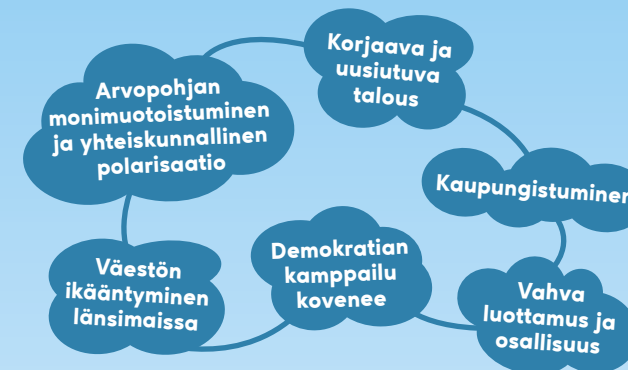 Arvopohjan
monimuotoistuminen
ja yhteiskunnallinen
polarisaatio
Korjaava ja
uusiutuva
talous
Kaupungistuminen
Vahva
luottamus ja
osallisuus
Demokratian
kamppailu
kovenee
Väestön
ikääntyminen
länsimaissa